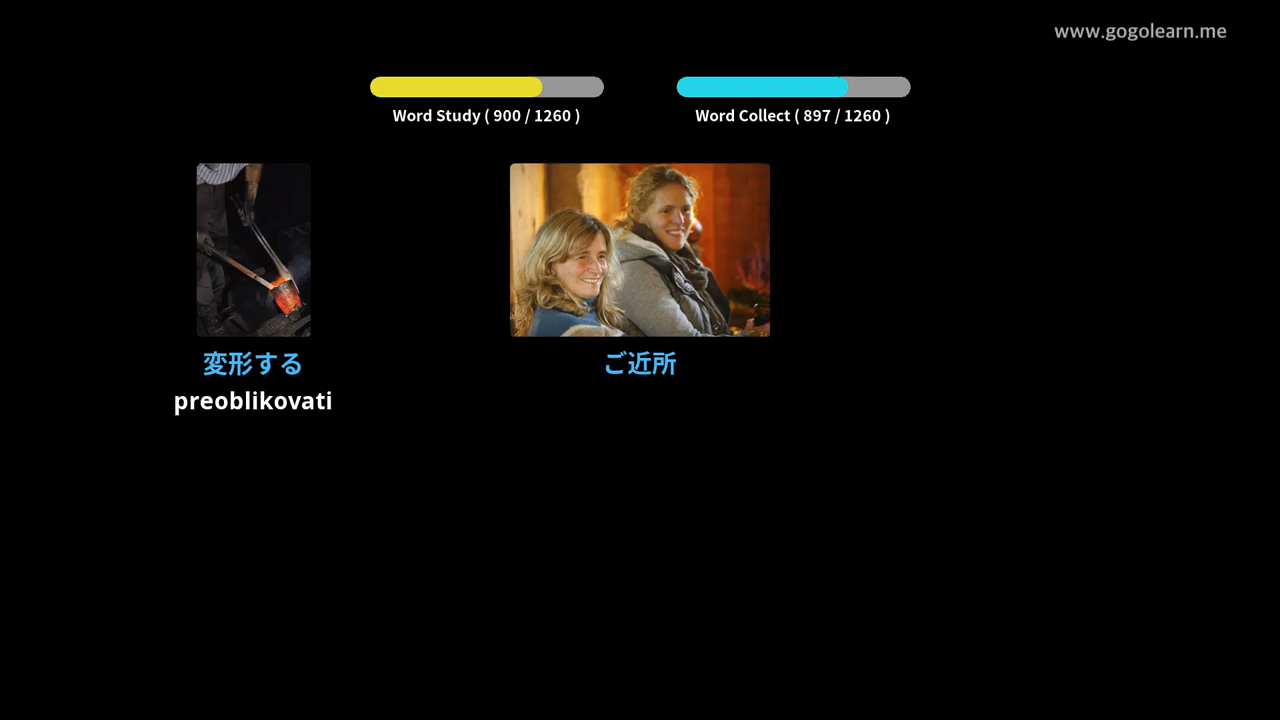 www.gogolearn.me
Word Study ( 900 / 1260 )
Word Collect ( 897 / 1260 )
変形する
ご近所
preoblikovati